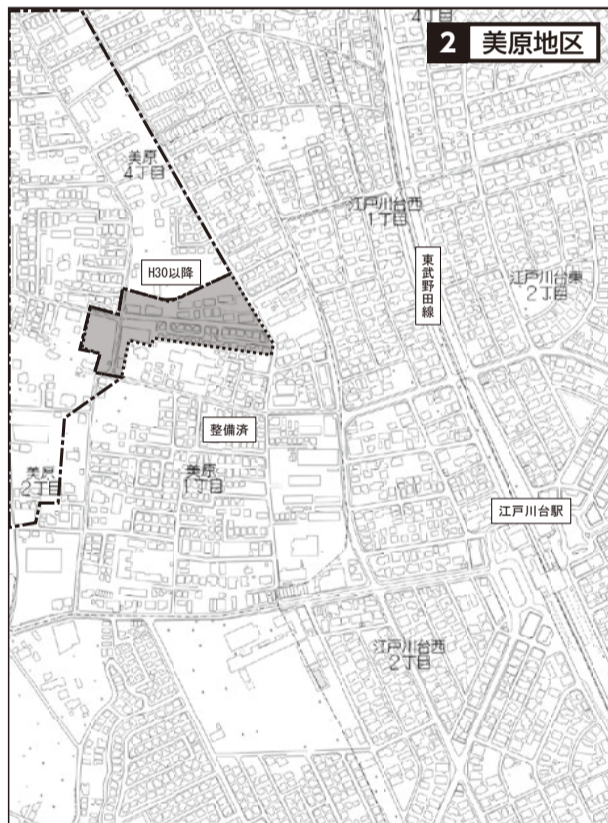 4丁目
2 美原地区
美原
4丁目
江戸川台西
1丁目
H30以降
東武野田線
江戸川台東
2丁目
整備済
美原
2丁目
美原
1丁目
江戸川台駅
江戸川台西
2丁目